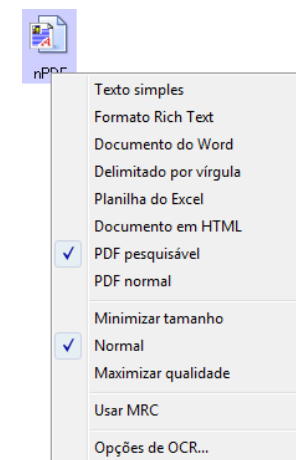 nPDF
Texto simples
Formato Rich Text
Documento do Word
Delimitado por vírgula
Planilha do Excel
Documento em HTML
PDF pesquisável
PDF normal
Minimizar tamanho
Normal
Maximizar qualidade
Usar MRC
Opções de OCR...